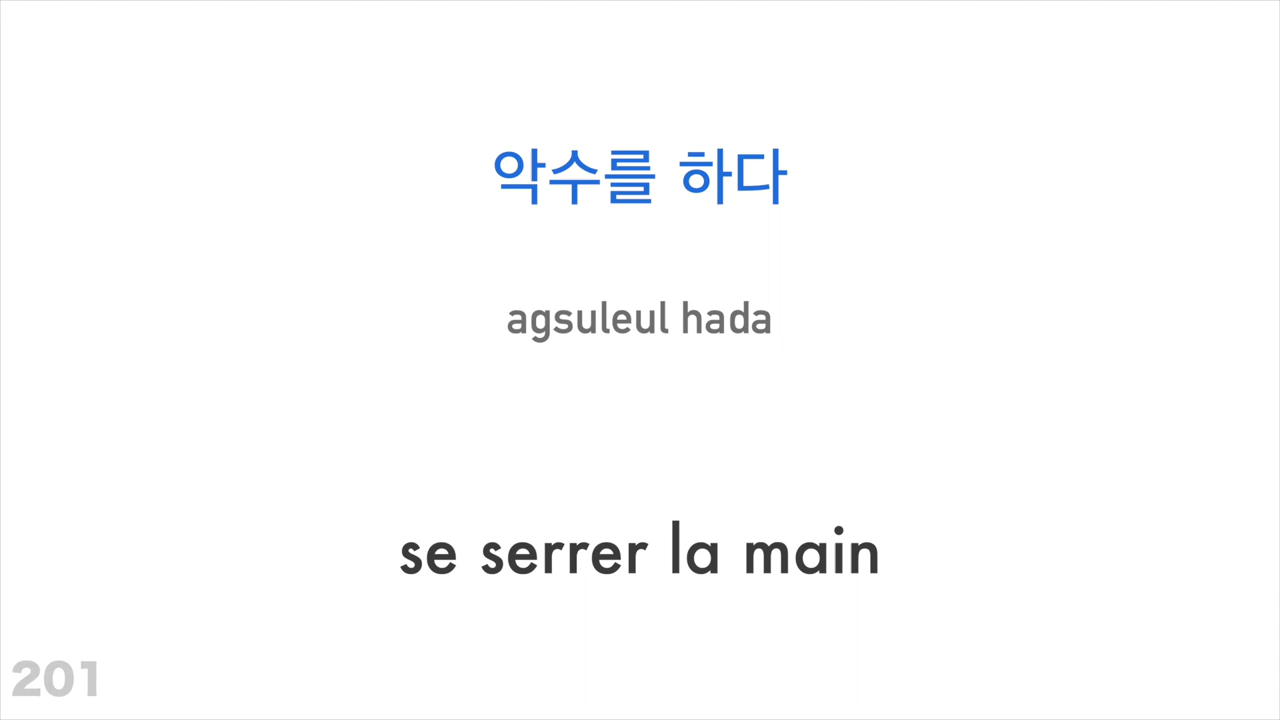 악수를 하다
agsuleul hada
se serrer la main
201